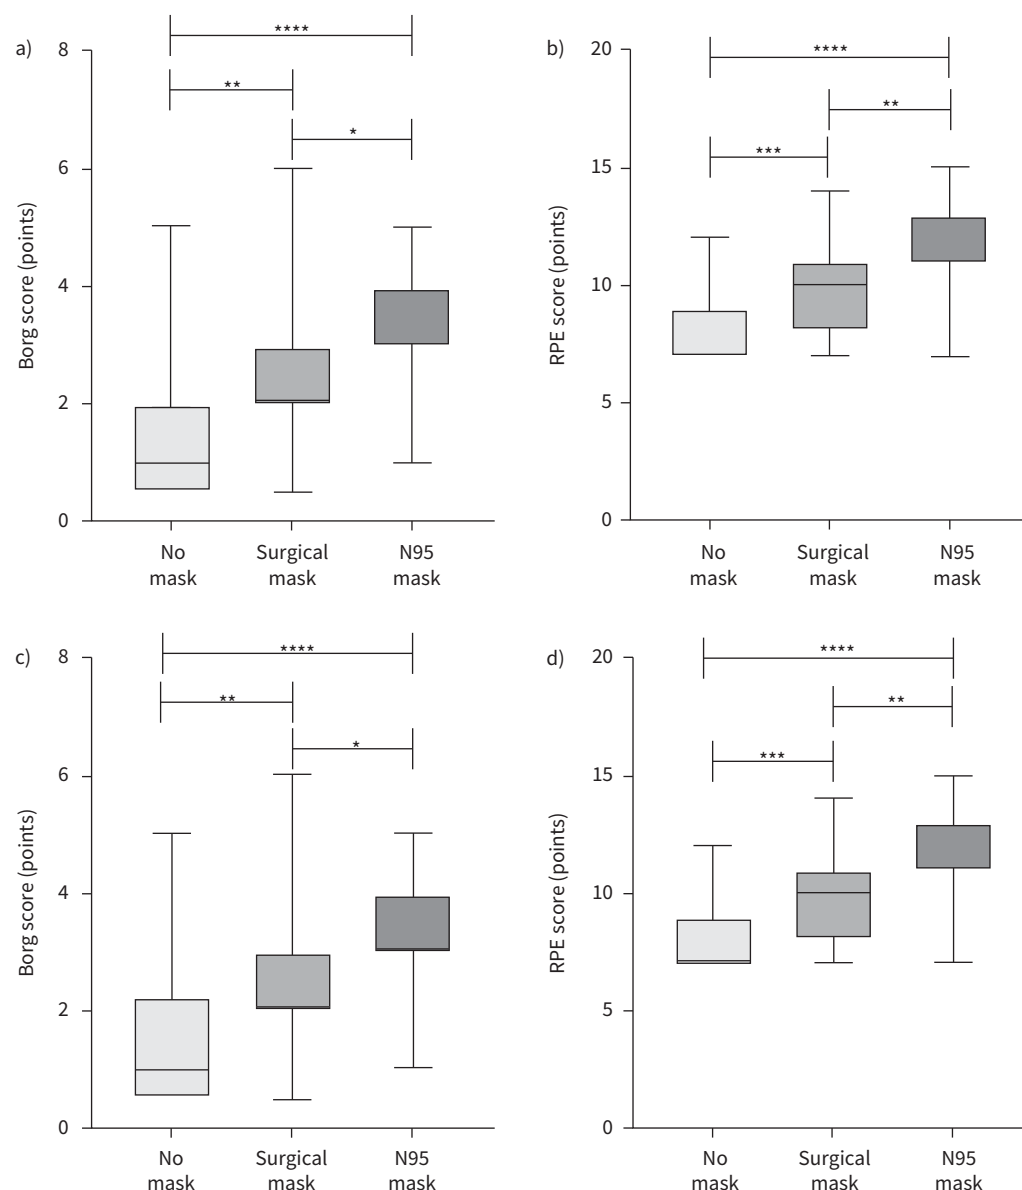 a)
Borg score (points)
8
6
4
2
0
****
**
*
No
mask
Surgical
mask
N95
mask
b)
RPE score (points)
20
15
10
5
0
****
**
***
No
mask
Surgical
mask
N95
mask
c)
Borg score (points)
8
6
4
2
0
****
**
*
No
mask
Surgical
mask
N95
mask
d)
RPE score (points)
20
15
10
5
0
****
**
***
No
mask
Surgical
mask
N95
mask